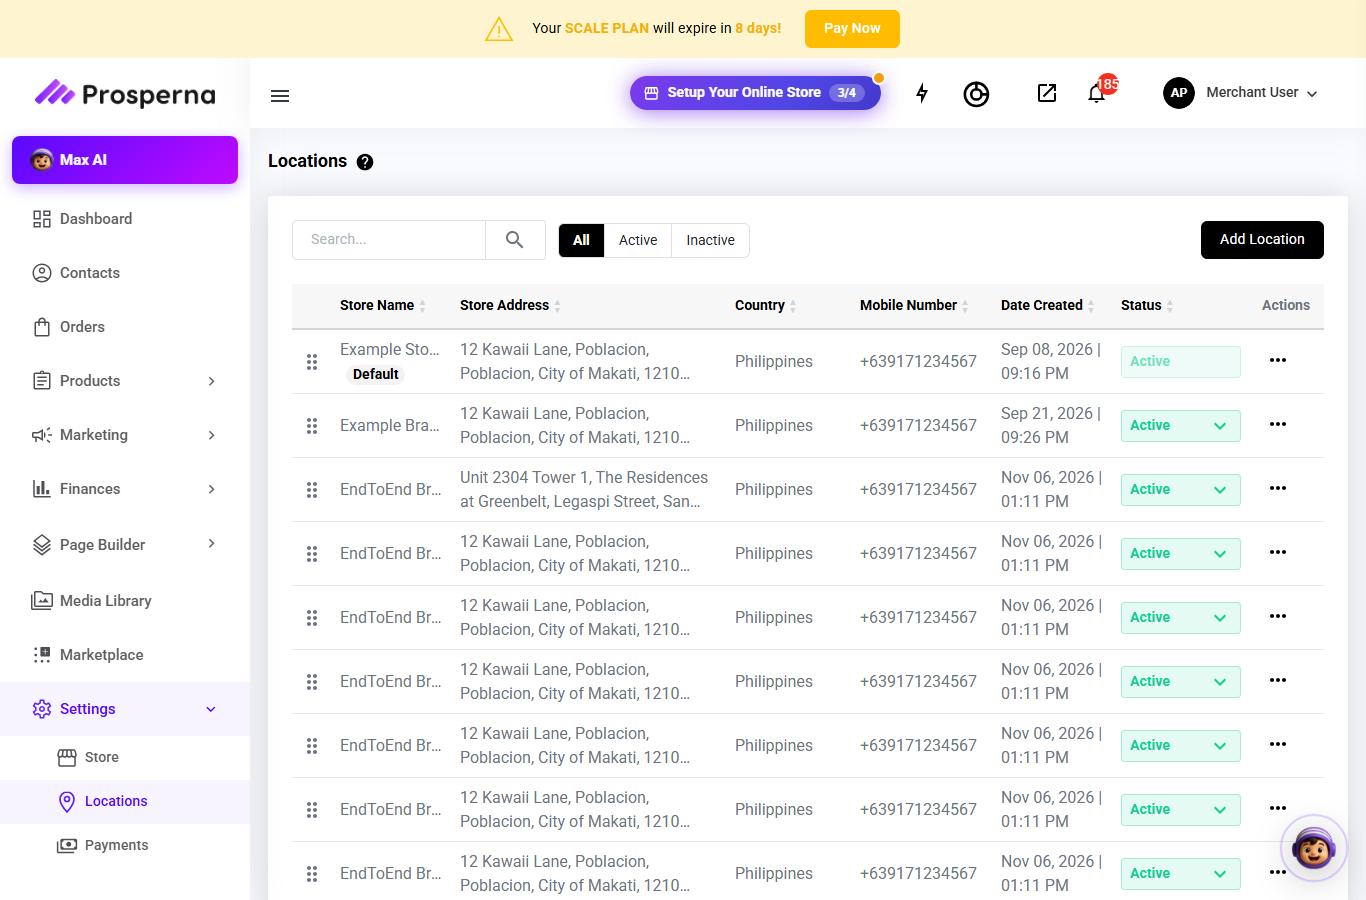 Your SCALE PLAN will expire in 8 days!
Pay Now
Prosperna
Setup Your Online Store 3/4
185
AP
Merchant User
Max AI
Dashboard
Contacts
Orders
Products
Marketing
Finances
Page Builder
Media Library
Marketplace
Settings
Store
Locations
Payments
Locations
Search...
All
Active
Inactive
Add Location
Store Name Store Address Country Mobile Number Date Created Status Actions
Example Sto... 12 Kawaii Lane, Poblacion, Philippines +639171234567 Sep 08, 2026 | Active
Default Poblacion, City of Makati, 1210... 09:16 PM
Example Bra... 12 Kawaii Lane, Poblacion, Philippines +639171234567 Sep 21, 2026 | Active
Poblacion, City of Makati, 1210... 09:26 PM
EndToEnd Br... Unit 2304 Tower 1, The Residences Philippines +639171234567 Nov 06, 2026 | Active
at Greenbelt, Legaspi Street, San... 01:11 PM
EndToEnd Br... 12 Kawaii Lane, Poblacion, Philippines +639171234567 Nov 06, 2026 | Active
Poblacion, City of Makati, 1210... 01:11 PM
EndToEnd Br... 12 Kawaii Lane, Poblacion, Philippines +639171234567 Nov 06, 2026 | Active
Poblacion, City of Makati, 1210... 01:11 PM
EndToEnd Br... 12 Kawaii Lane, Poblacion, Philippines +639171234567 Nov 06, 2026 | Active
Poblacion, City of Makati, 1210... 01:11 PM
EndToEnd Br... 12 Kawaii Lane, Poblacion, Philippines +639171234567 Nov 06, 2026 | Active
Poblacion, City of Makati, 1210... 01:11 PM
EndToEnd Br... 12 Kawaii Lane, Poblacion, Philippines +639171234567 Nov 06, 2026 | Active
Poblacion, City of Makati, 1210... 01:11 PM
EndToEnd Br... 12 Kawaii Lane, Poblacion, Philippines +639171234567 Nov 06, 2026 | Active
Poblacion, City of Makati, 1210... 01:11 PM